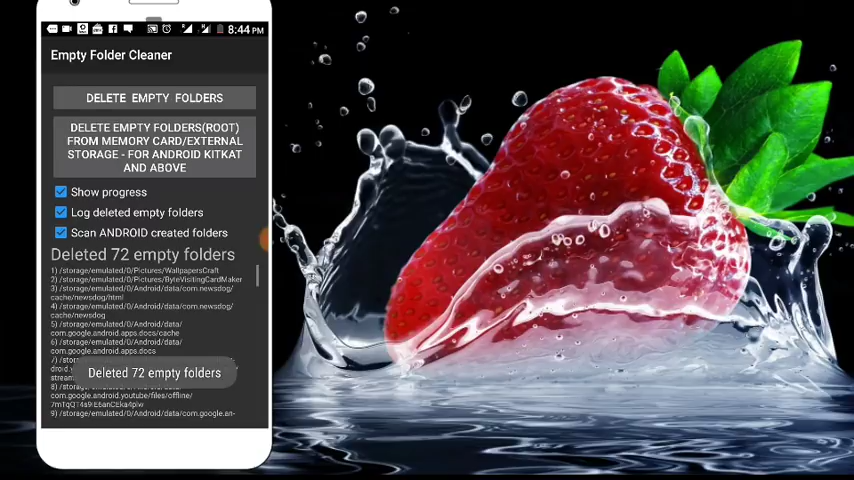 8:44 PM
Empty Folder Cleaner
DELETE EMPTY FOLDERS
DELETE EMPTY FOLDERS(ROOT)
FROM MEMORY CARD/EXTERNAL
STORAGE - FOR ANDROID KITKAT
AND ABOVE
Show progress
Log deleted empty folders
Scan ANDROID created folders
Deleted 72 empty folders
1) /storage/emulated/0/Pictures/WallpapersCraft
2) /storage/emulated/0/Pictures/ByteVisitingCardMaker
3) /storage/emulated/0/Android/data/com.newsdog/
cache/newsdog/html
4) /storage/emulated/0/Android/data/com.newsdog/
cache/newsdog
5) /storage/emulated/0/Android/data/
com.google.android.apps.docs/cache
6) /storage/emulated/0/Android/data/
com.google.android.apps.docs
7)
Deleted 72 empty folders
8)
com.google.android.youtube/files/offline/
9) /storage/emulated/0/Android/data/com.google.an-